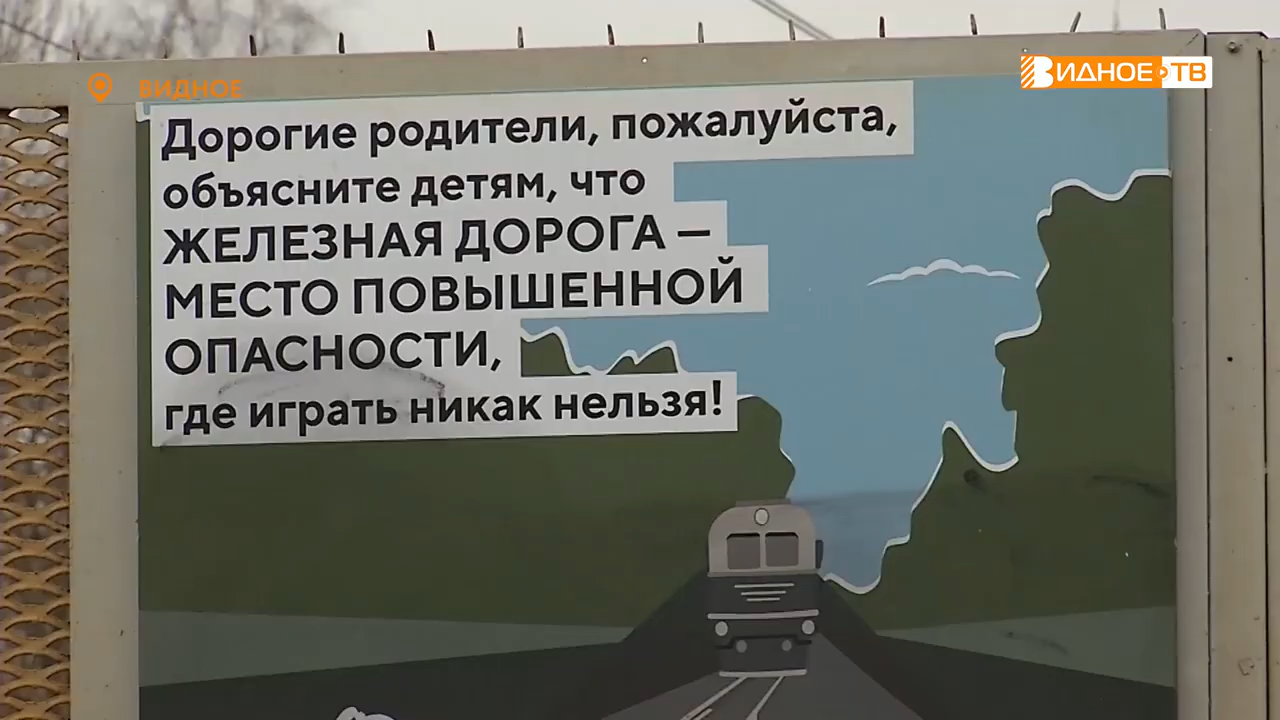 ВИДНОЕ
ВИДНОЕ ТВ
Дорогие родители, пожалуйста,
объясните детям, что
ЖЕЛЕЗНАЯ ДОРОГА –
МЕСТО ПОВЫШЕННОЙ
ОПАСНОСТИ,
где играть никак нельзя!